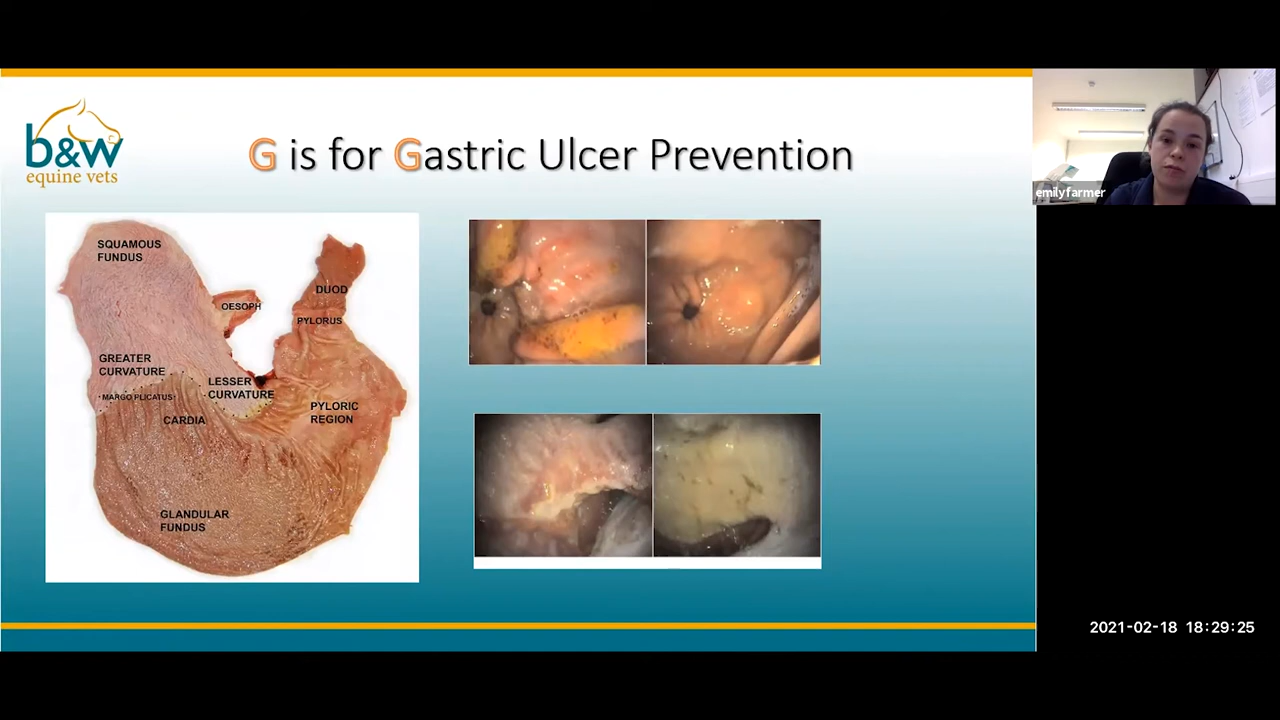 b&w
equine vets
G is for Gastric Ulcer Prevention
emilyfarmer
SQUAMOUS
FUNDUS
OESOPH
DUOD
PYLORUS
GREATER
CURVATURE
MARGO PLICATUS
LESSER
CURVATURE
CARDIA
PYLORIC
REGION
GLANDULAR
FUNDUS
2021-02-18 18:29:25